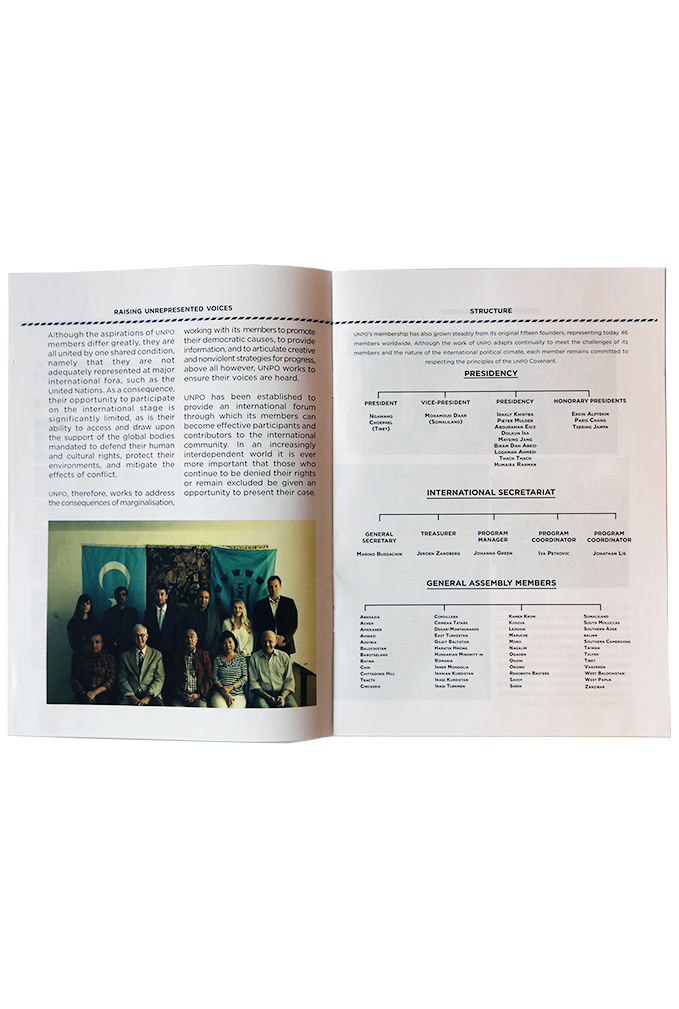 RAISING UNREPRESENTED VOICES
Although the aspirations of UNPO
members differ greatly, they are
all united by one shared condition,
namely that they are not
adequately represented at major
international fora, such as the
United Nations. As a consequence,
their opportunity to participate
on the international stage is
significantly limited, as is their
ability to access and draw upon
the support of the global bodies
mandated to defend their human
and cultural rights, protect their
environments, and mitigate the
effects of conflict.
UNPO, therefore, works to address
the consequences of marginalisation,
working with its members to promote
their democratic causes, to provide
information, and to articulate creative
and nonviolent strategies for progress,
above all however, UNPO works to
ensure their voices are heard.
UNPO has been established to
provide an international forum
through which its members can
become effective participants and
contributors to the international
community. In an increasingly
interdependent world it is ever
more important that those who
continue to be denied their rights
or remain excluded be given an
opportunity to present their case.
STRUCTURE
UNPO's membership has also grown steadily from its original fifteen founders, representing today 46
members worldwide. Although the work of UNPO adapts continually to meet the challenges of its
members and the nature of the international political climate, each member remains committed to
respecting the principles of the UNPO Covenant.
PRESIDENCY
PRESIDENT
NGAWANG
CHOEPHEL
(TIBET)
VICE-PRESIDENT
MOHAMOUD DAAR
(SOMALILAND)
PRESIDENCY
IRAKLY KHINTBA
PIETER MULDER
ABDURAMAN EDIZ
DOLKUN ISA
MAYSING JANG
BIRAM DAH ABEID
LOGHMAN AHMEDI
THACH THACH
HUMAIRA RAHMAN
HONORARY PRESIDENTS
ERKIN ALPTEKIN
PARIS CHANG
TSERING JAMPA
INTERNATIONAL SECRETARIAT
GENERAL
SECRETARY
MARINO BUSDACHIN
TREASURER
JEROEN ZANDBERG
PROGRAM
MANAGER
JOHANNA GREEN
PROGRAM
COORDINATOR
IVA PETKOVIC
PROGRAM
COORDINATOR
JONATHAN LIS
GENERAL ASSEMBLY MEMBERS
ABKHAZIA
ACHEH
AFRIKANER
AHWAZI
ASSYRIA
BALOCHISTAN
BAROTSELAND
BATWA
CHIN
CHITTAGONG HILL
TRACTS
CIRCASSIA
CORDILLERA
CRIMEA TATARS
DEGAR-MONTAGNARDS
EAST TURKESTAN
GILGIT BALTISTAN
HARATIN HMONG
HUNGARIAN MINORITY IN
ROMANIA
INNER MONGOLIA
IRANIAN KURDISTAN
IRAQI KURDISTAN
IRAQI TURKMEN
KHMER KROM
KOSOVA
LEZGHIN
MAPUCHE
MORO
NAGALIM
OGADEN
OGONI
OROMO
REHOBOTH BASTERS
SAVOY
SINDH
SOMALILAND
SOUTH MOLUCCAS
SOUTHERN AZER
BAIJAN
SOUTHERN CAMEROONS
TAIWAN
TALYSH
TIBET
VHAVENDA
WEST BALOCHISTAN
WEST PAPUA
ZANZIBAR